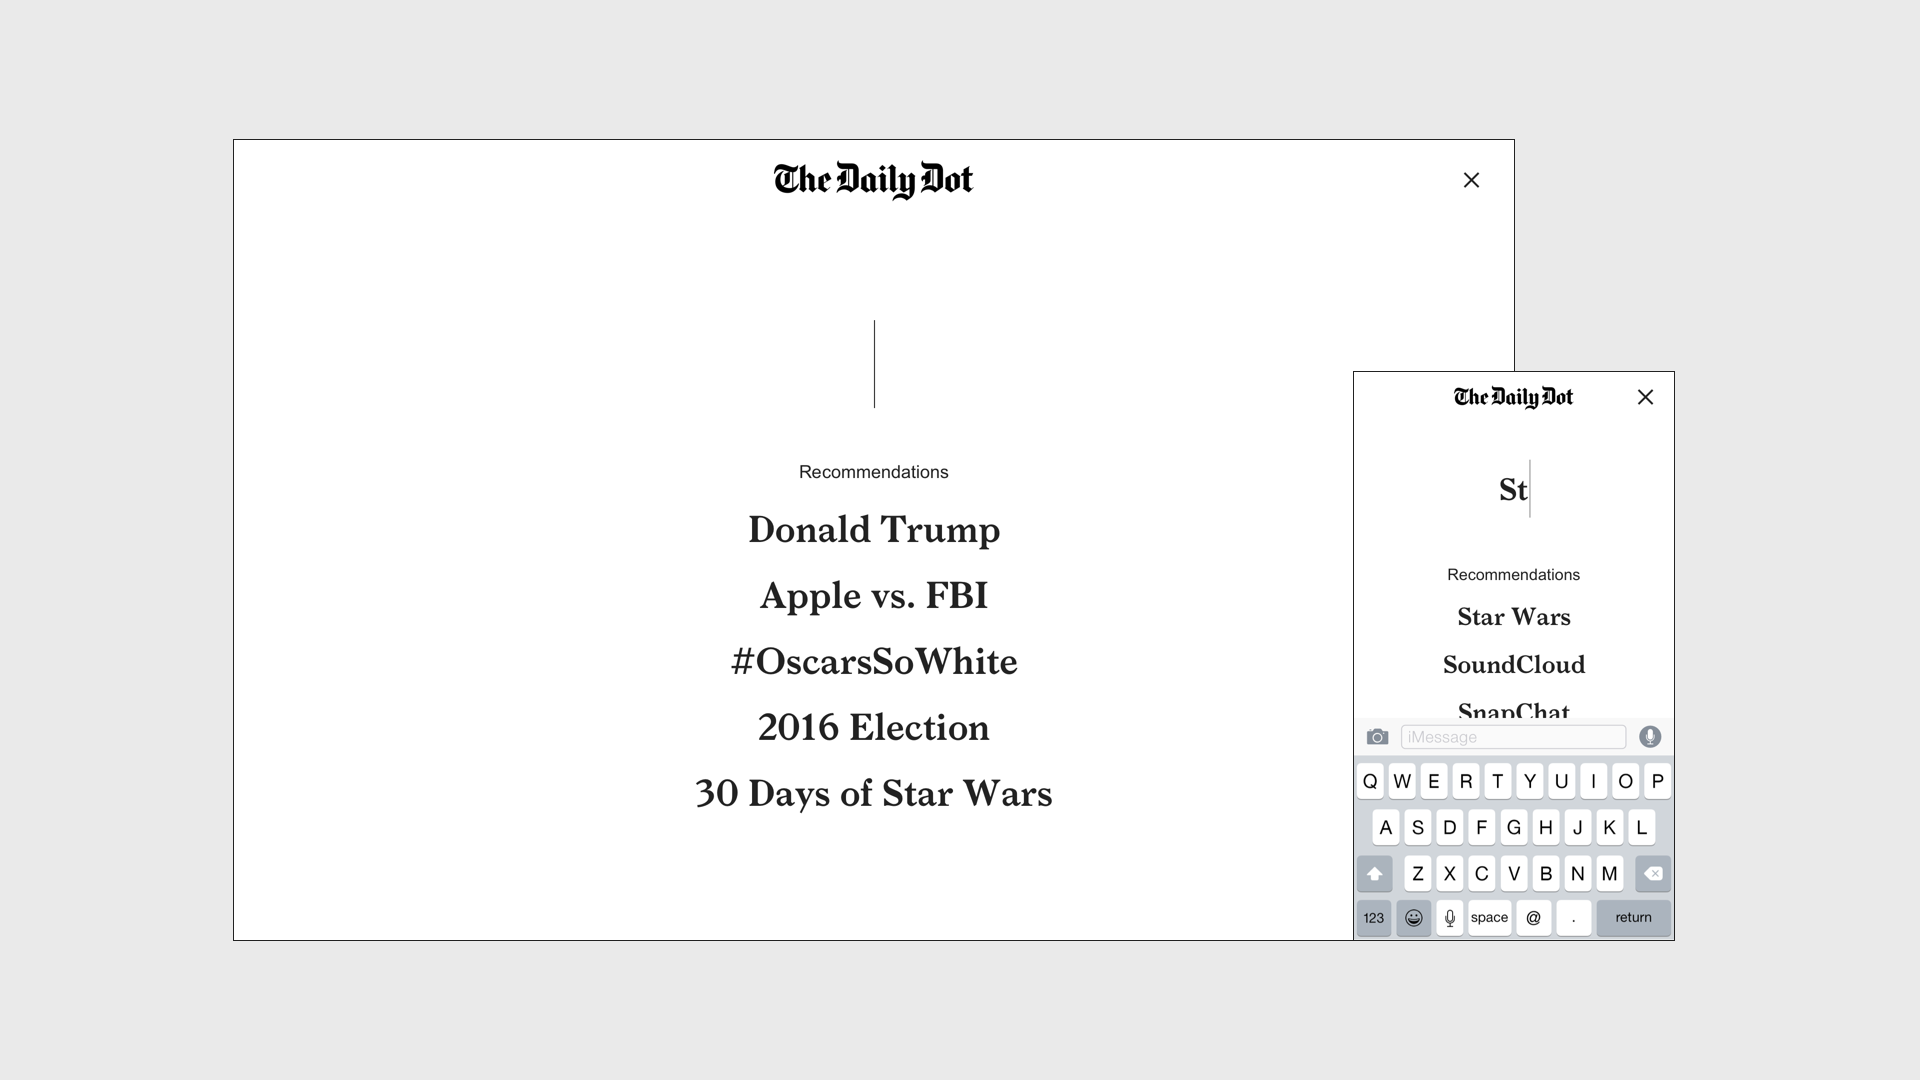 The Daily Dot
Recommendations
Donald Trump
Apple vs. FBI
#OscarsSoWhite
2016 Election
30 Days of Star Wars
The Daily Dot
St
Recommendations
Star Wars
SoundCloud
SnapChat
iMessage
Q W E R T Y U I O P
A S D F G H J K L
Z X C V B N M
123 space @ . return